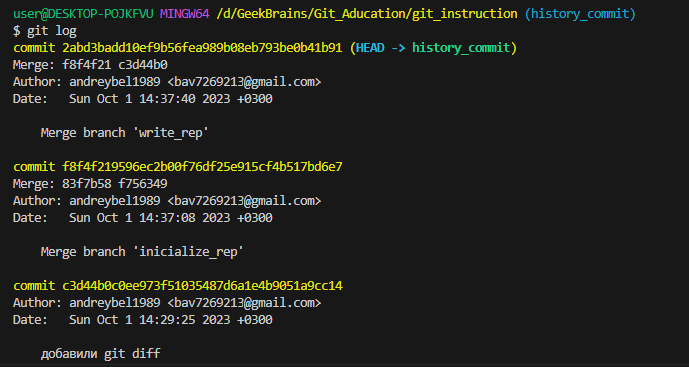 user@DESKTOP-POJKFVU MINGW64 /d/GeekBrains/Git_Aducation/git_instruction (history_commit)
$ git log
commit 2abd3badd10ef9b56fea989b08eb793be0b41b91 (HEAD -> history_commit)
Merge: f8f4f21 c3d44b0
Author: andreybel1989 <bav7269213@gmail.com>
Date:   Sun Oct 1 14:37:40 2023 +0300
    Merge branch 'write_rep'
commit f8f4f219596ec2b00f76df25e915cf4b517bd6e7
Merge: 83f7b58 f756349
Author: andreybel1989 <bav7269213@gmail.com>
Date:   Sun Oct 1 14:37:08 2023 +0300
    Merge branch 'inicialize_rep'
commit c3d44b0c0ee973f51035487d6a1e4b9051a9cc14
Author: andreybel1989 <bav7269213@gmail.com>
Date:   Sun Oct 1 14:29:25 2023 +0300
    добавили git diff